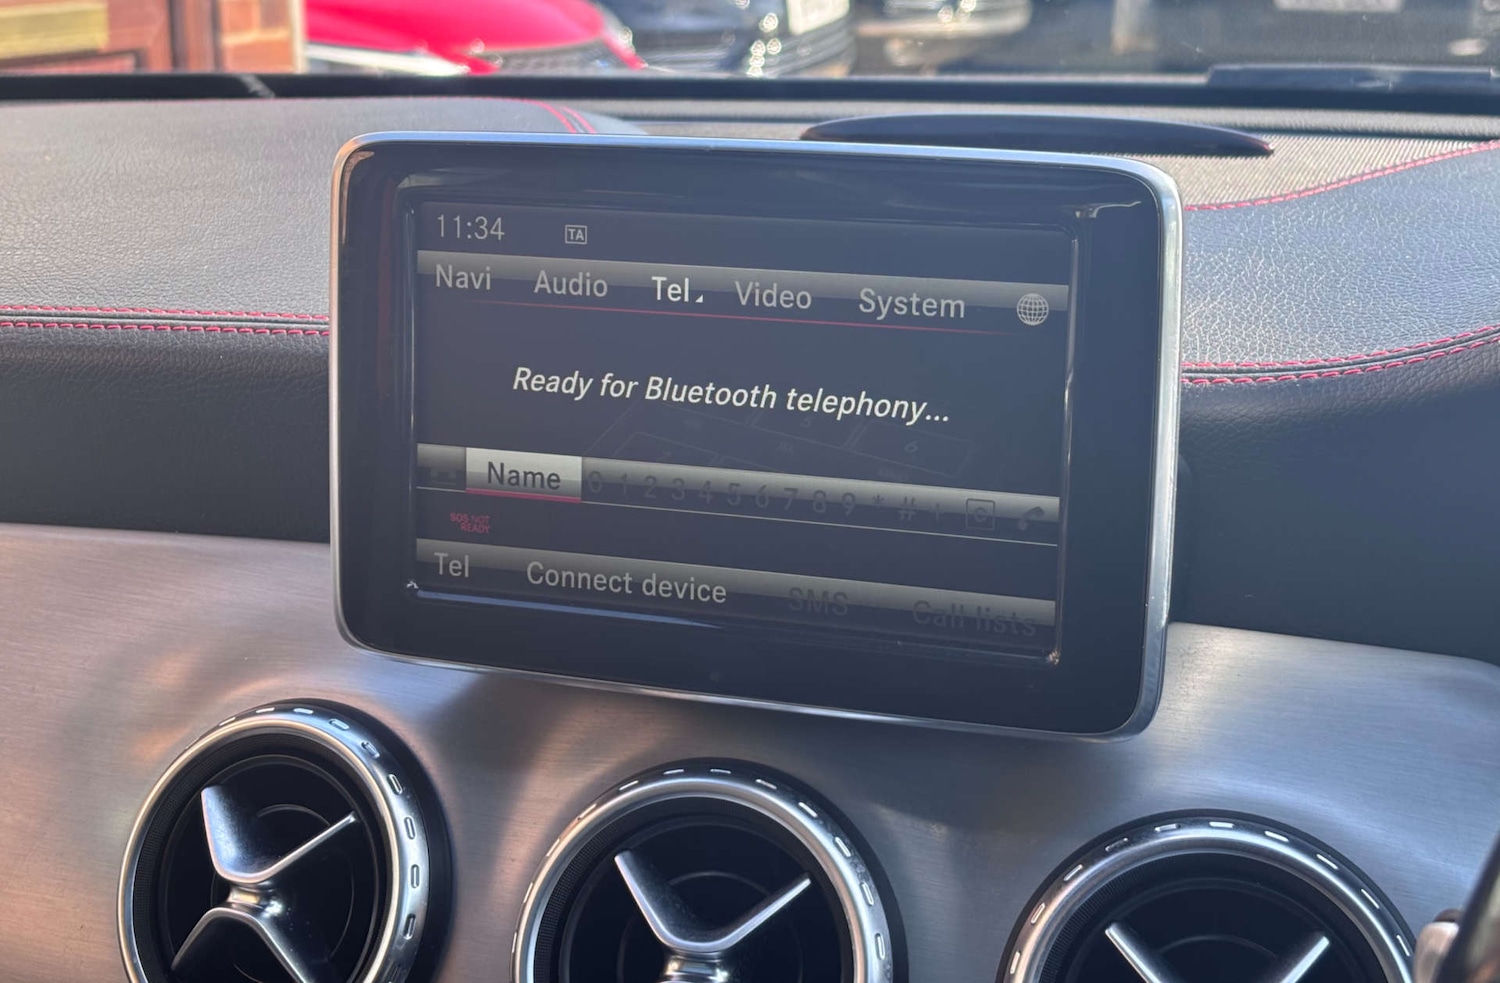 11:34 TA
Navi Audio Tel Video System
Ready for Bluetooth telephony...
Name 0 1 2 3 4 5 6 7 8 9 * # + C
SOS NOT
READY
Tel Connect device SMS Call lists